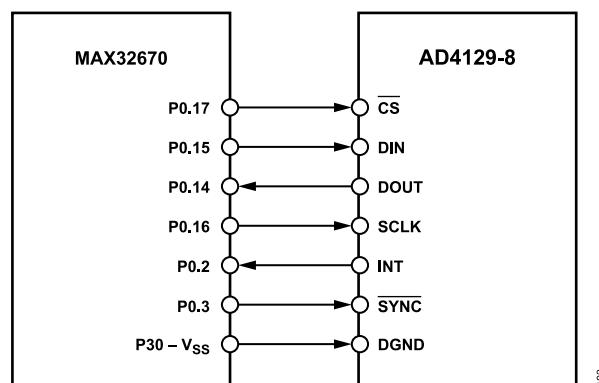 MAX32670 AD4129-8
P0.17 CS
P0.15 DIN
P0.14 DOUT
P0.16 SCLK
P0.2 INT
P0.3 SYNC
P30 – VSS DGND